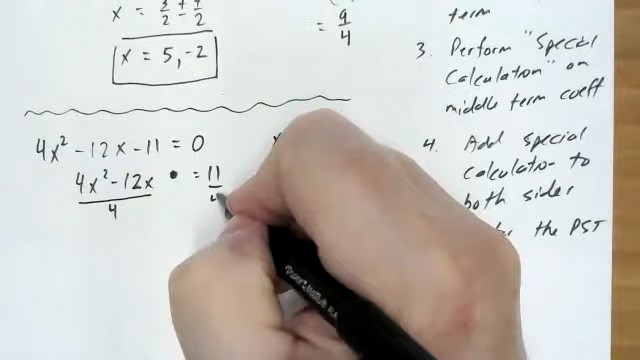 x = 3/2 ± 7/2
x = 5, -2
= 9/4
term
3. Perform "Special
Calculation" on
middle term coeff
4x² - 12x - 11 = 0
4x² - 12x • = 11
4
4. Add special
calculation to
both sides
the PST